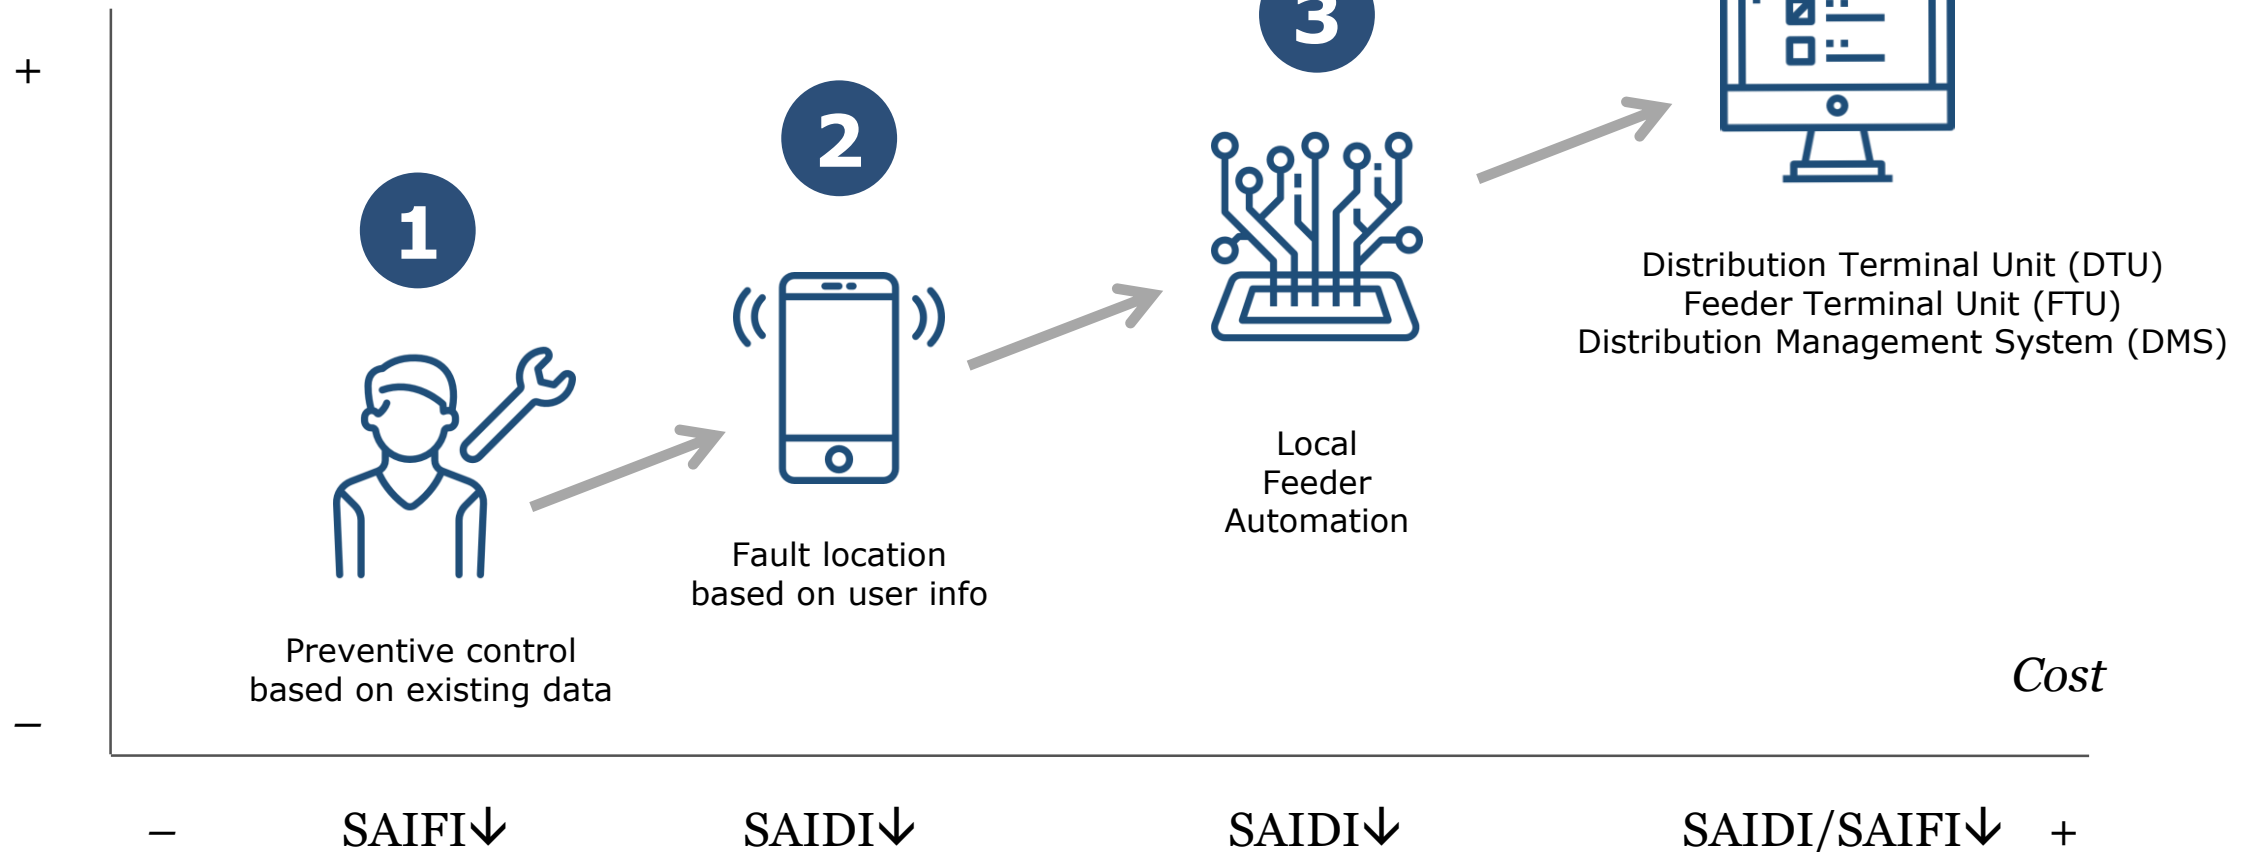 +
3
2
1
Distribution Terminal Unit (DTU)
Feeder Terminal Unit (FTU)
Distribution Management System (DMS)
Local
Feeder
Automation
Fault location
based on user info
Preventive control
based on existing data
Cost
–
– SAIFI↓ SAIDI↓ SAIDI↓ SAIDI/SAIFI↓ +